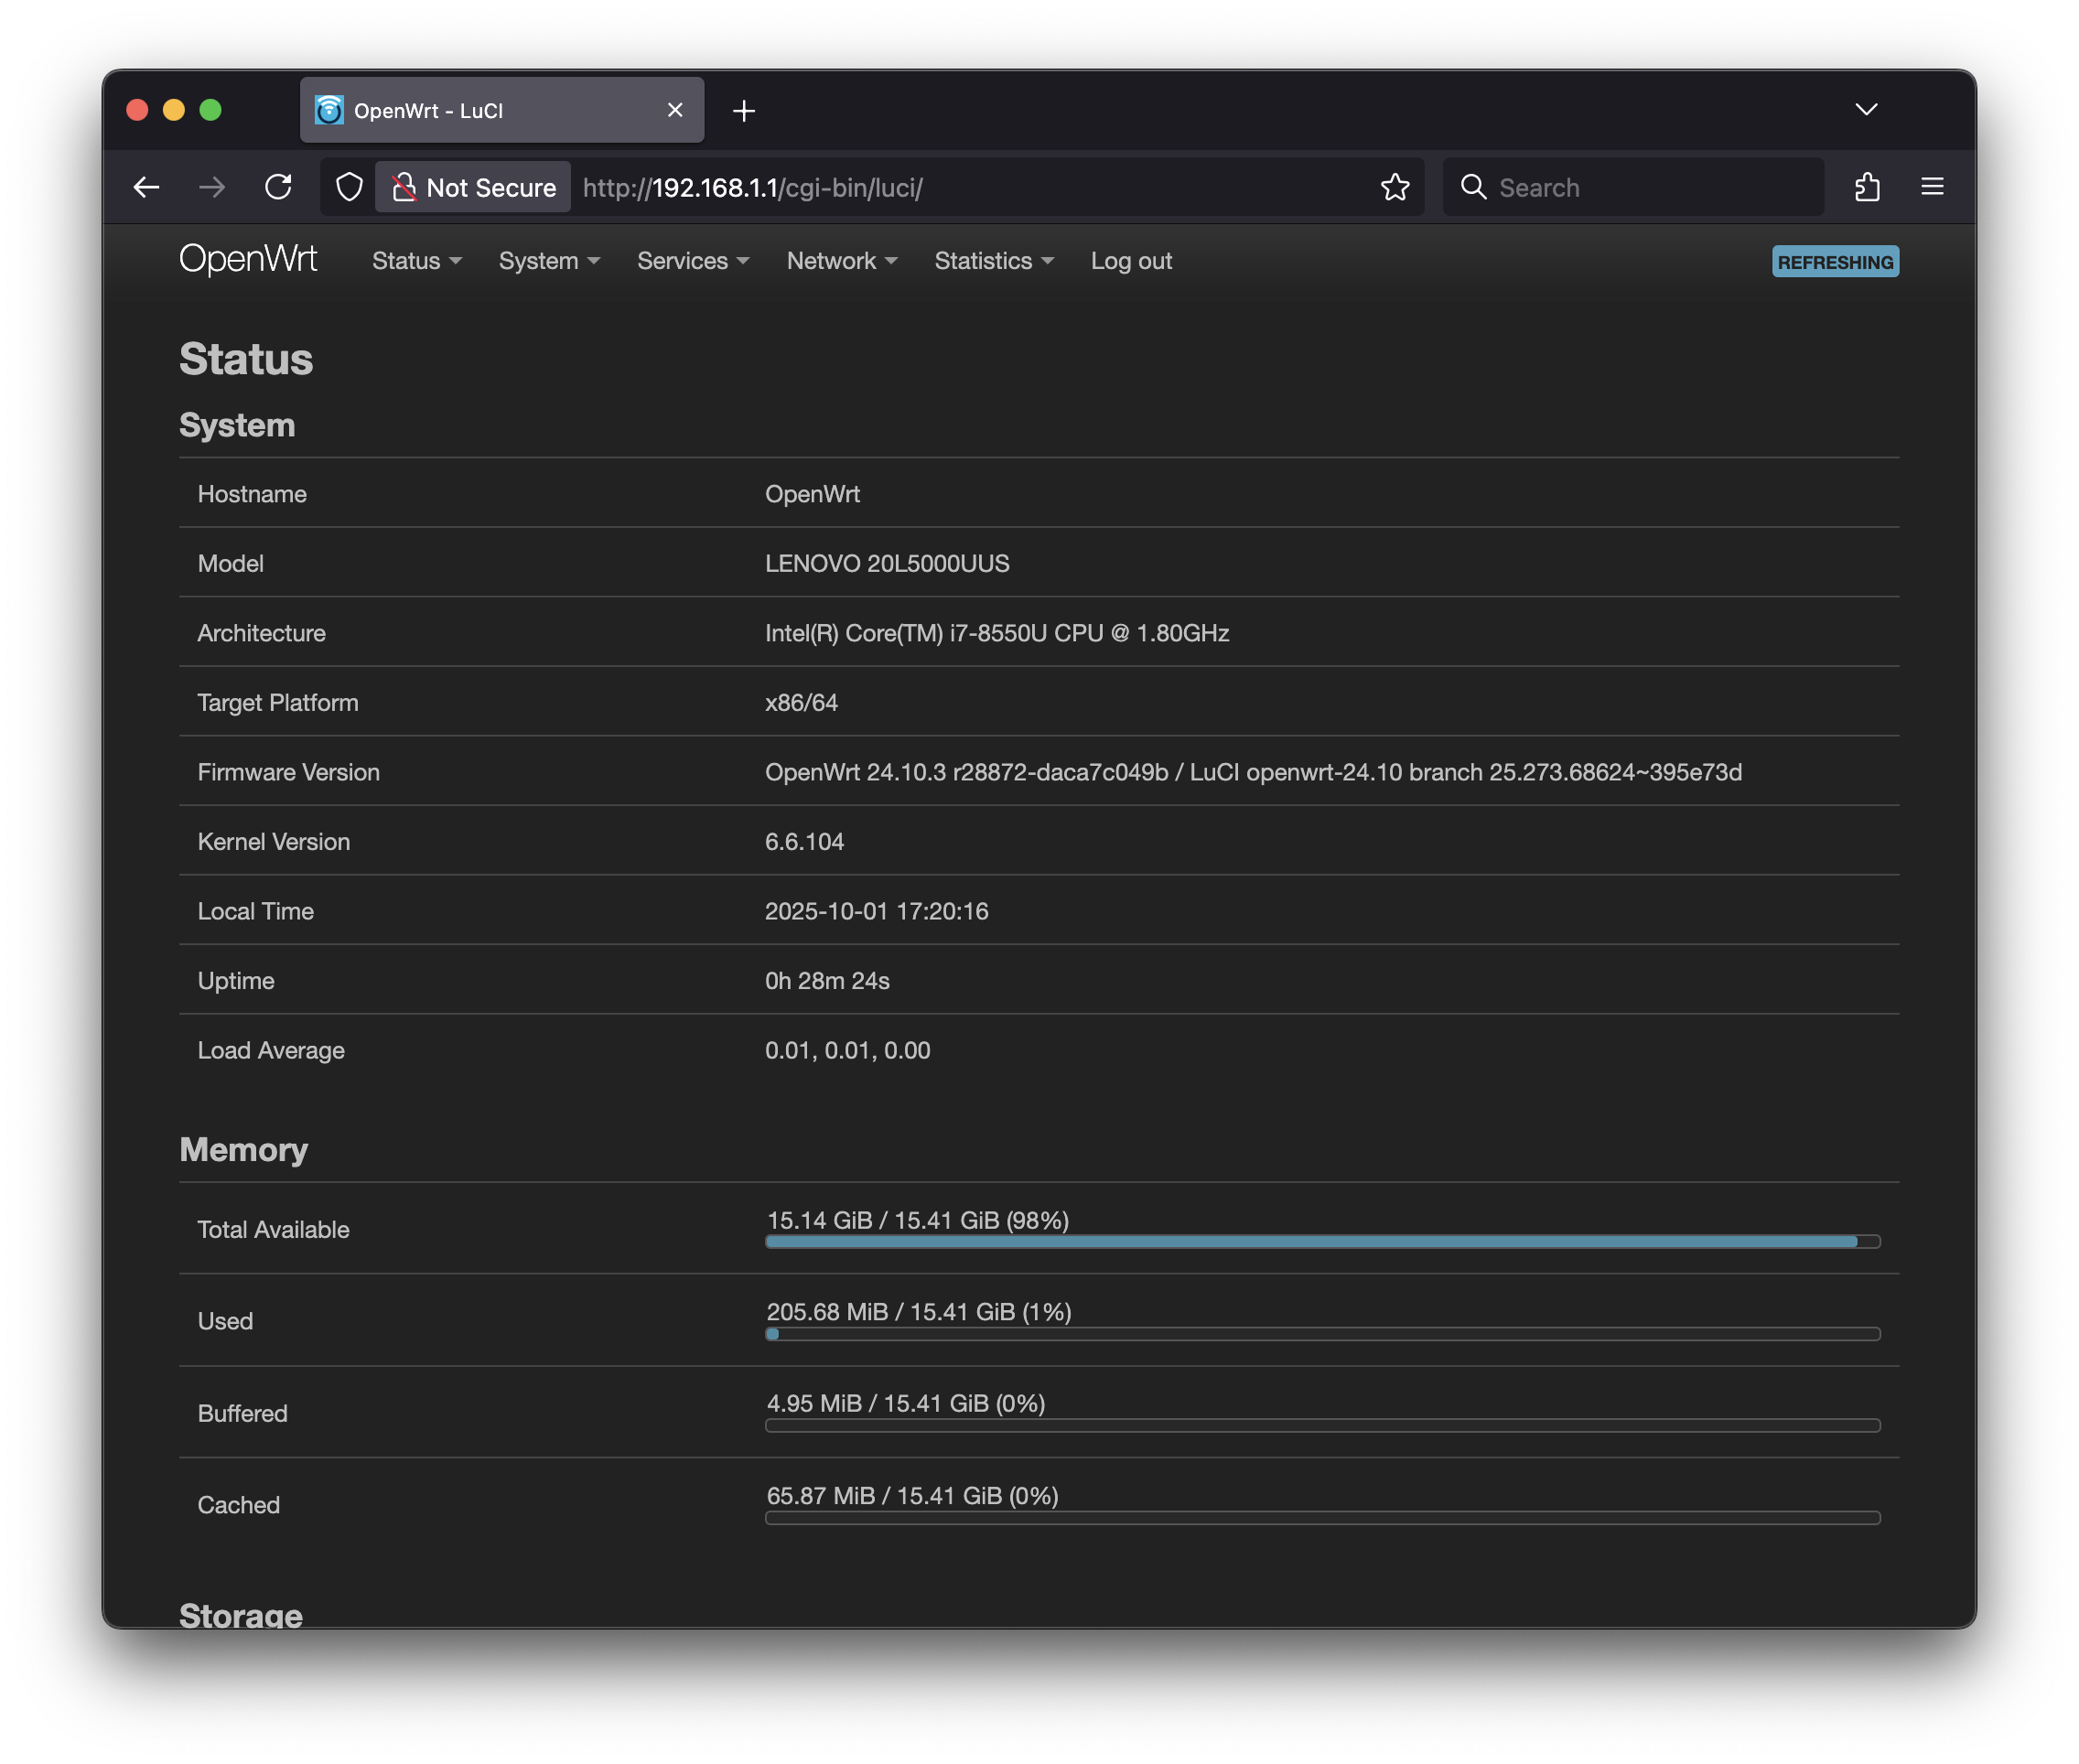 OpenWrt - LuCI
Not Secure http://192.168.1.1/cgi-bin/luci/ Search
OpenWrt Status System Services Network Statistics Log out REFRESHING
Status
System
Hostname OpenWrt
Model LENOVO 20L5000UUS
Architecture Intel(R) Core(TM) i7-8550U CPU @ 1.80GHz
Target Platform x86/64
Firmware Version OpenWrt 24.10.3 r28872-daca7c049b / LuCI openwrt-24.10 branch 25.273.68624~395e73d
Kernel Version 6.6.104
Local Time 2025-10-01 17:20:16
Uptime 0h 28m 24s
Load Average 0.01, 0.01, 0.00
Memory
Total Available 15.14 GiB / 15.41 GiB (98%)
Used 205.68 MiB / 15.41 GiB (1%)
Buffered 4.95 MiB / 15.41 GiB (0%)
Cached 65.87 MiB / 15.41 GiB (0%)
Storage